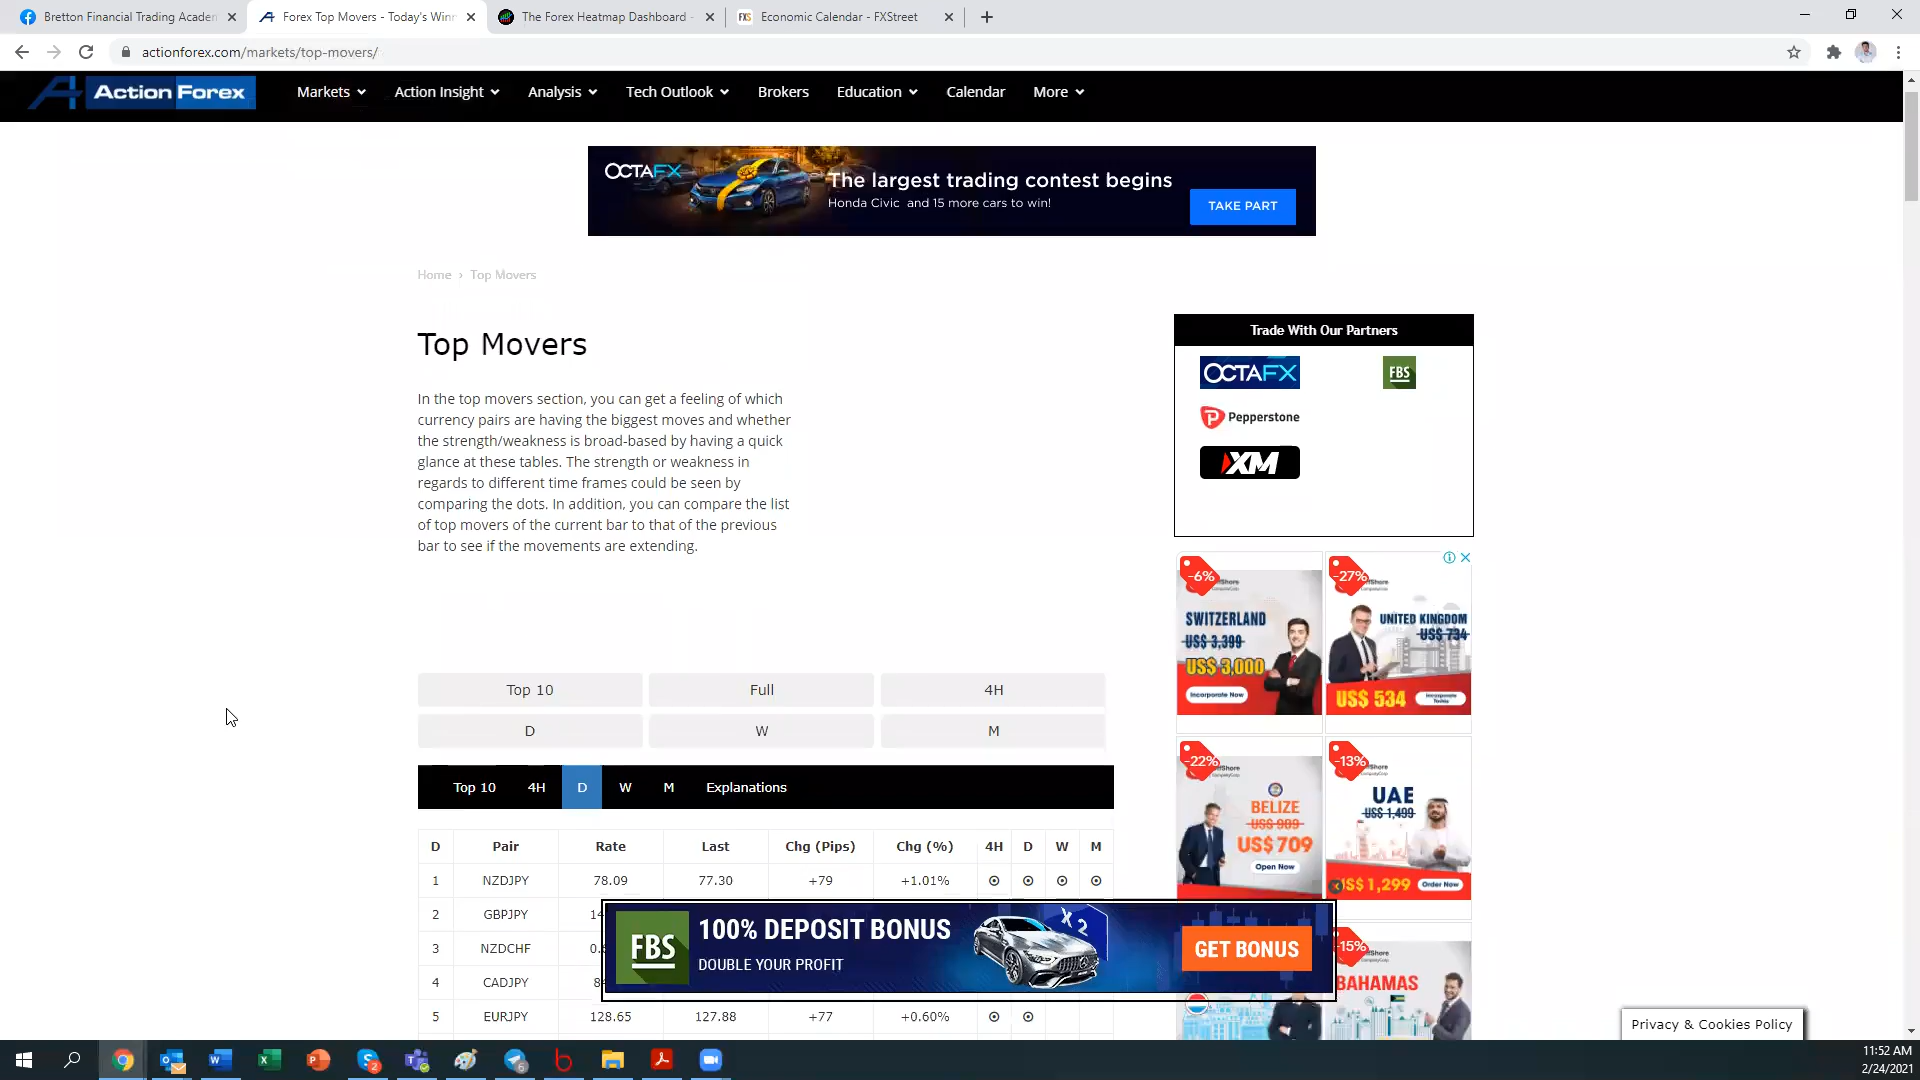 Bretton Financial Trading Acaden
Forex Top Movers - Today's Winn
The Forex Heatmap Dashboard -
FXS
Economic Calendar - FXStreet
actionforex.com/markets/top-movers/
Action Forex
Markets
Action Insight
Analysis
Tech Outlook
Brokers
Education
Calendar
More
OCTAFX
The largest trading contest begins
Honda Civic and 15 more cars to win!
TAKE PART
Home › Top Movers
Top Movers
In the top movers section, you can get a feeling of which
currency pairs are having the biggest moves and whether
the strength/weakness is broad-based by having a quick
glance at these tables. The strength or weakness in
regards to different time frames could be seen by
comparing the dots. In addition, you can compare the list
of top movers of the current bar to that of the previous
bar to see if the movements are extending.
Trade With Our Partners
OCTAFX
FBS
Pepperstone
XM
Top 10 Full 4H
D W M
Top 10 4H D W M Explanations
D Pair Rate Last Chg (Pips) Chg (%) 4H D W M
1 NZDJPY 78.09 77.30 +79 +1.01%
2 GBPJPY
3 NZDCHF
4 CADJPY
5 EURJPY 128.65 127.88 +77 +0.60%
FBS
100% DEPOSIT BONUS
DOUBLE YOUR PROFIT
X2
GET BONUS
-6%
SWITZERLAND
US$ 3,399
US$ 3,000
Incorporate Now
-27%
UNITED KINGDOM
US$ 734
US$ 534
-22%
BELIZE
US$ 909
US$ 709
Open Now
-13%
UAE
US$ 1,499
US$ 1,299
Order Now
-15%
BAHAMAS
Privacy & Cookies Policy
11:52 AM
2/24/2021